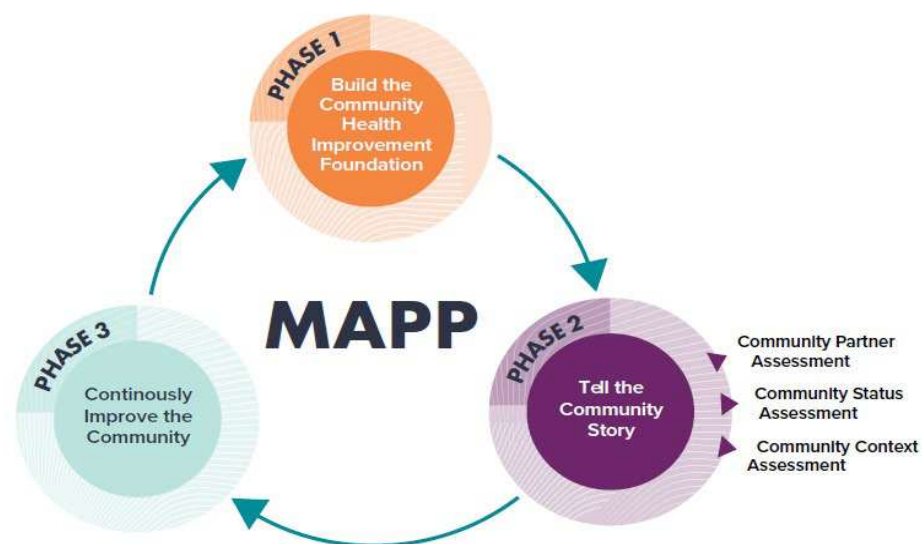 PHASE 1
Build the
Community
Health
Improvement
Foundation
MAPP
PHASE 2
Tell the
Community
Story
Community Partner
Assessment
Community Status
Assessment
Community Context
Assessment
PHASE 3
Continously
Improve the
Community